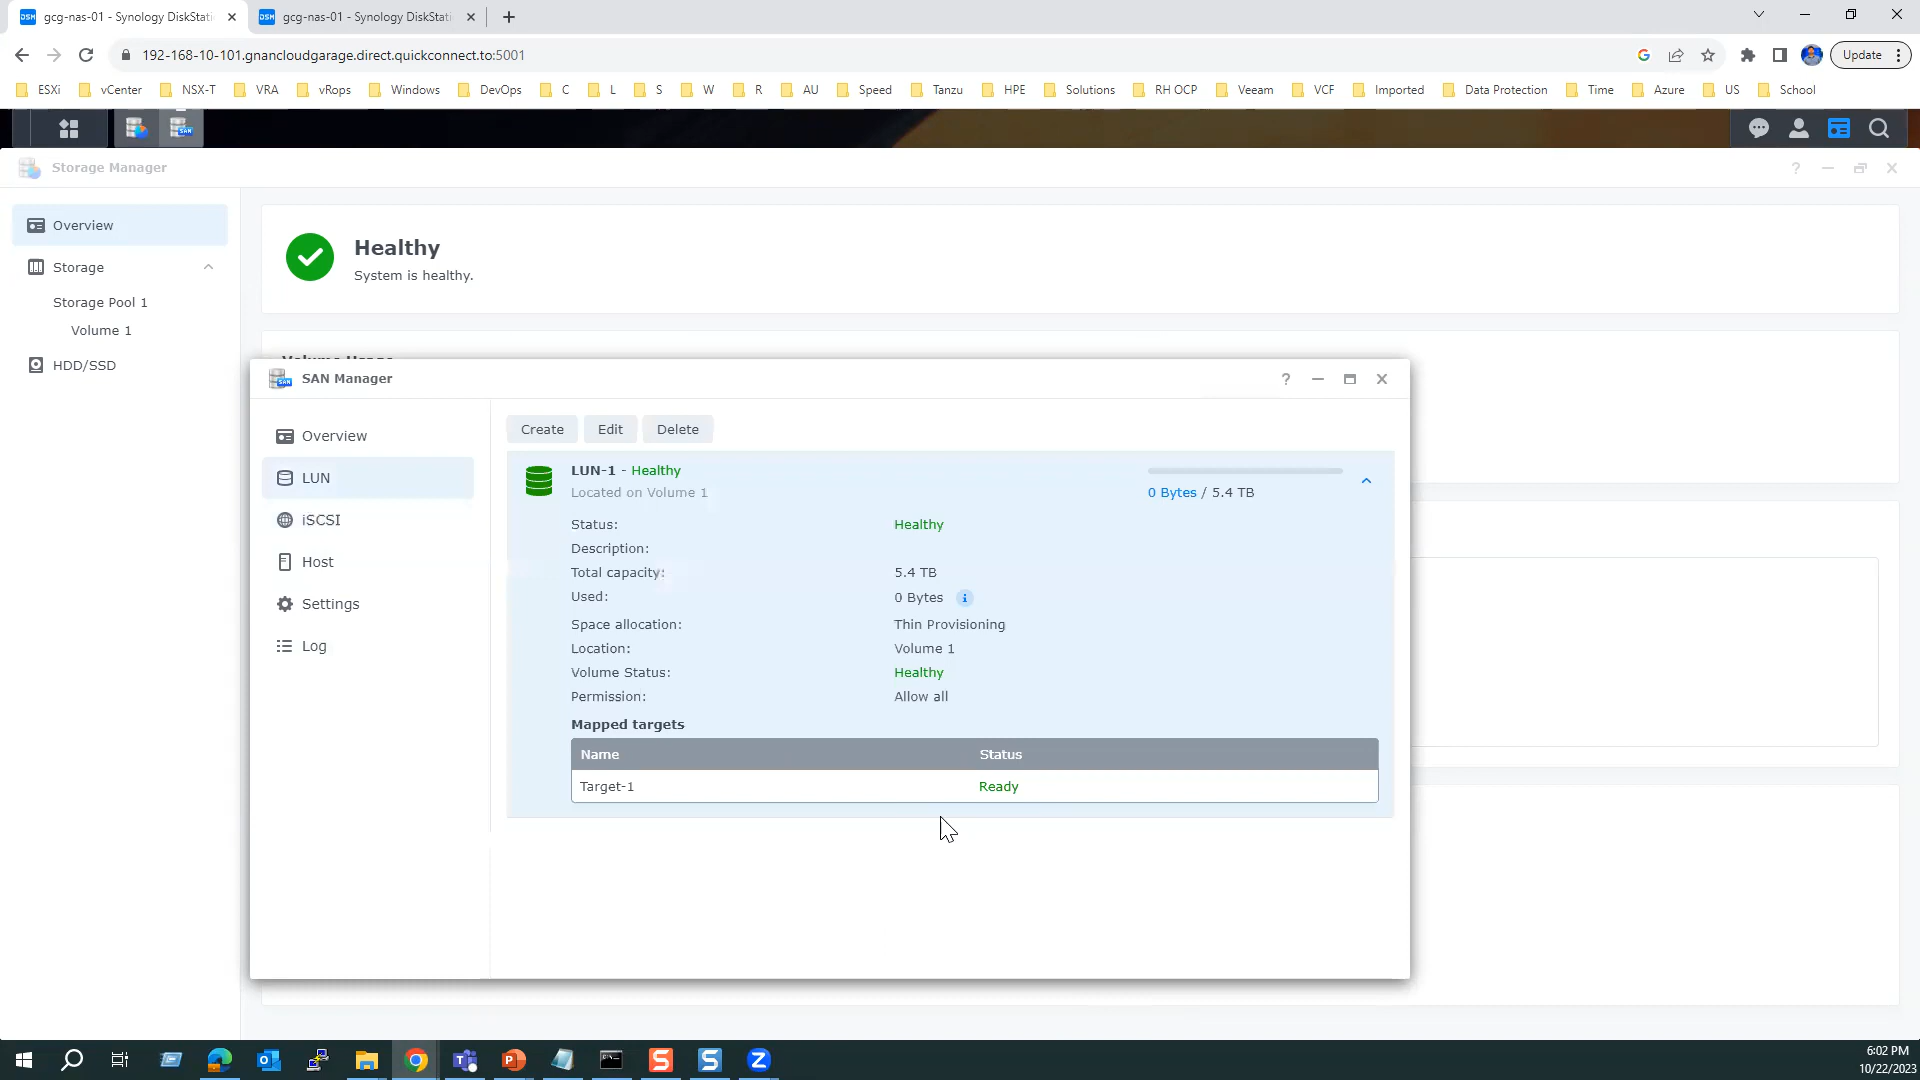 gcg-nas-01 - Synology DiskStati
gcg-nas-01 - Synology DiskStati
192-168-10-101.gnancloudgarage.direct.quickconnect.to:5001
Update
ESXi vCenter NSX-T VRA vRops Windows DevOps C L S W R AU Speed Tanzu HPE Solutions RH OCP Veeam VCF Imported Data Protection Time Azure US School
Storage Manager
Overview
Storage
Storage Pool 1
Volume 1
HDD/SSD
Healthy
System is healthy.
Volume Usage
SAN Manager
Overview
LUN
iSCSI
Host
Settings
Log
Create Edit Delete
LUN-1 - Healthy
Located on Volume 1
0 Bytes / 5.4 TB
Status: Healthy
Description:
Total capacity: 5.4 TB
Used: 0 Bytes
Space allocation: Thin Provisioning
Location: Volume 1
Volume Status: Healthy
Permission: Allow all
Mapped targets
Name Status
Target-1 Ready
6:02 PM
10/22/2023